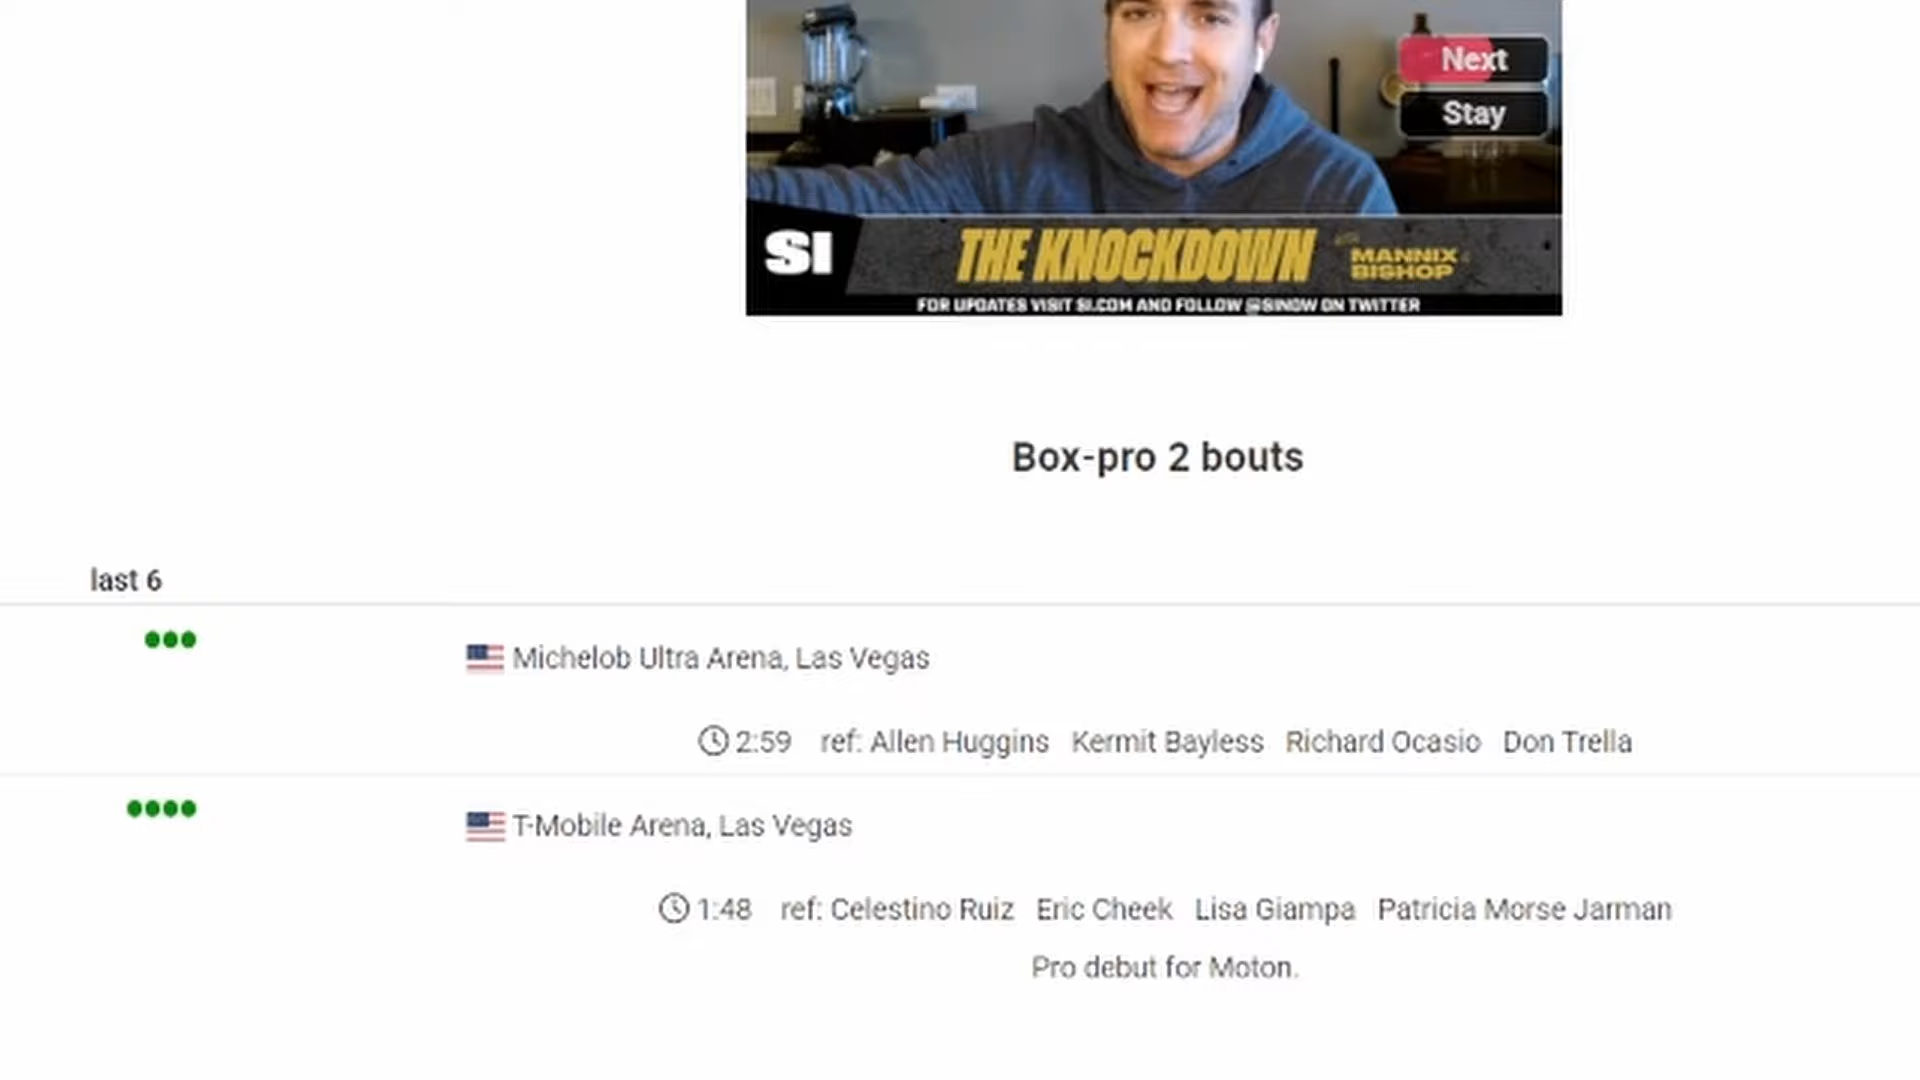 Next
Stay
SI
THE KNOCKDOWN
MANNIX
BISHOP
FOR UPDATES VISIT SI.COM AND FOLLOW @SINOW ON TWITTER
Box-pro 2 bouts
last 6
Michelob Ultra Arena, Las Vegas
2:59 ref: Allen Huggins Kermit Bayless Richard Ocasio Don Trella
T-Mobile Arena, Las Vegas
1:48 ref: Celestino Ruiz Eric Cheek Lisa Giampa Patricia Morse Jarman
Pro debut for Moton.